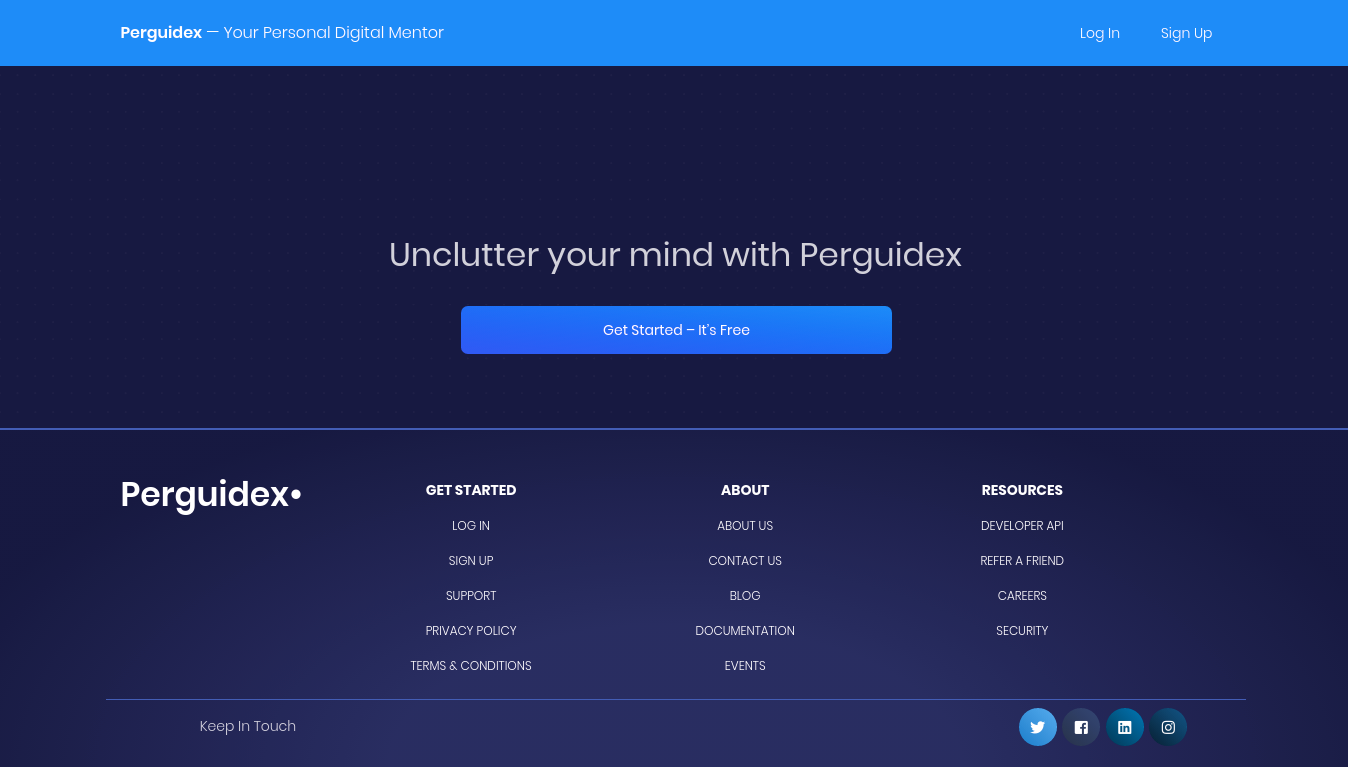 Perguidex — Your Personal Digital Mentor
Log In
Sign Up
Unclutter your mind with Perguidex
Get Started – It's Free
Perguidex•
GET STARTED
LOG IN
SIGN UP
SUPPORT
PRIVACY POLICY
TERMS & CONDITIONS
ABOUT
ABOUT US
CONTACT US
BLOG
DOCUMENTATION
EVENTS
RESOURCES
DEVELOPER API
REFER A FRIEND
CAREERS
SECURITY
Keep In Touch